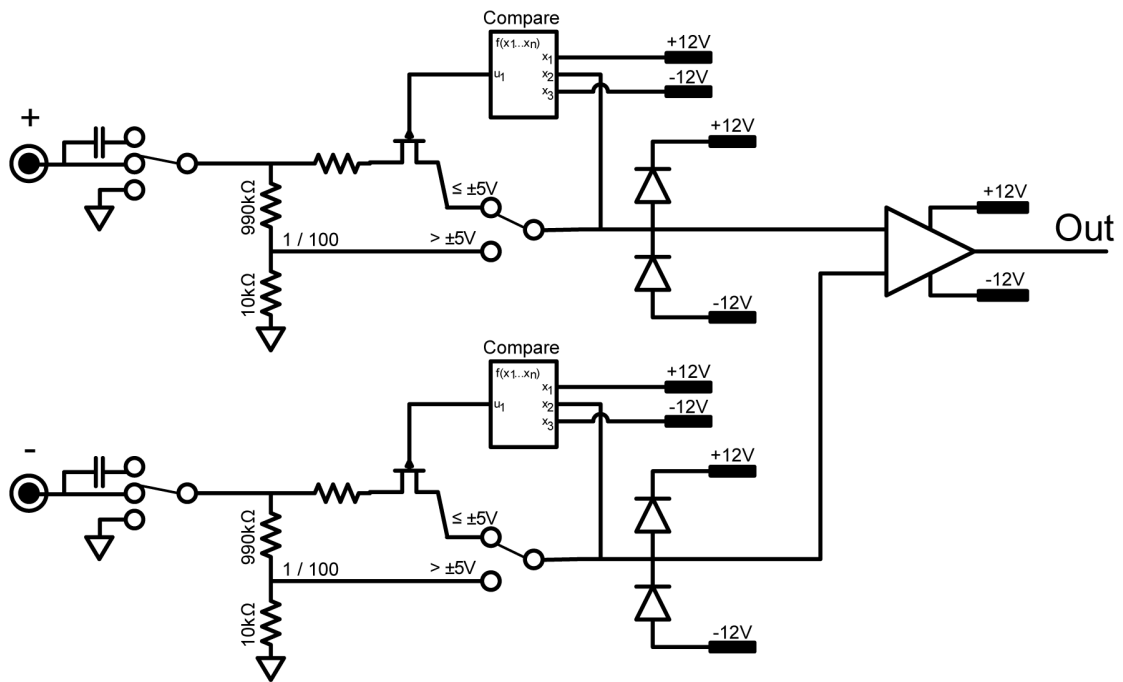 Compare
f(x1...xn)
+12V
x1
u1
x2
-12V
x3
+
+12V
≤ ±5V
990kΩ
+12V
Out
1 / 100
> ±5V
10kΩ
-12V
-12V
Compare
f(x1...xn)
+12V
x1
u1
x2
-12V
x3
-
+12V
≤ ±5V
990kΩ
1 / 100
> ±5V
10kΩ
-12V